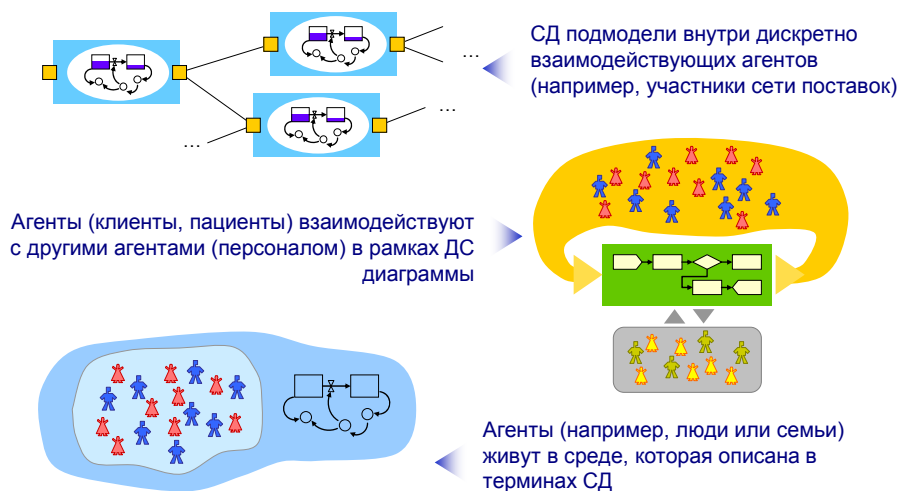 СД подмодели внутри дискретно
взаимодействующих агентов
(например, участники сети поставок)
…
…
…
…
Агенты (клиенты, пациенты) взаимодействуют
с другими агентами (персоналом) в рамках ДС
диаграммы
Агенты (например, люди или семьи)
живут в среде, которая описана в
терминах СД